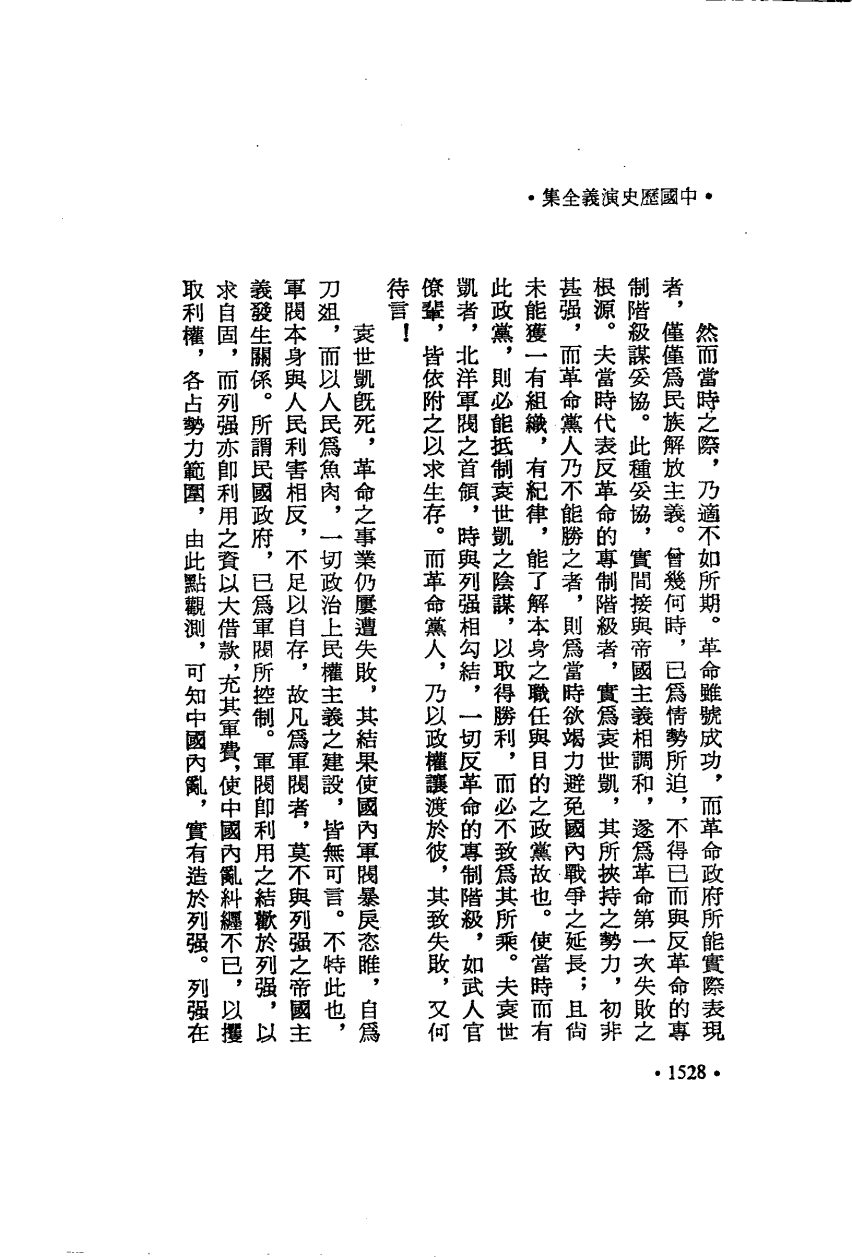 •中國歷史演義全集•
然而當時之際，乃適不如所期。革命雖號成功，而革命政府所能實際表現
者，僅僅爲民族解放主義。曾幾何時，已爲情勢所迫，不得已而與反革命的專
制階級謀妥協。此種妥協，實間接與帝國主義相調和，遂爲革命第一次失敗之
根源。夫當時代表反革命的專制階級者，實爲袁世凱，其所挾持之勢力，初非
甚强，而革命黨人乃不能勝之者，則爲當時欲竭力避免國內戰爭之延長；且尙
未能獲一有組織，有紀律，能了解本身之職任與目的之政黨故也。使當時而有
此政黨，則必能抵制袁世凱之陰謀，以取得勝利，而必不致爲其所乘。夫袁世
凱者，北洋軍閥之首領，時與列强相勾結，一切反革命的專制階級，如武人官
僚輩，皆依附之以求生存。而革命黨人，乃以政權讓渡於彼，其致失敗，又何
待言！
袁世凱旣死，革命之事業仍屢遭失敗，其結果使國內軍閥暴戾恣睢，自爲
刀俎，而以人民爲魚肉，一切政治上民權主義之建設，皆無可言。不特此也，
軍閥本身與人民利害相反，不足以自存，故凡爲軍閥者，莫不與列强之帝國主
義發生關係。所謂民國政府，已爲軍閥所控制。軍閥卽利用之結歡於列强，以
求自固，而列强亦卽利用之資以大借款，充其軍費，使中國內亂糾纒不已，以攫
取利權，各占勢力範圍，由此點觀測，可知中國內亂，實有造於列强。列强在
•1528•